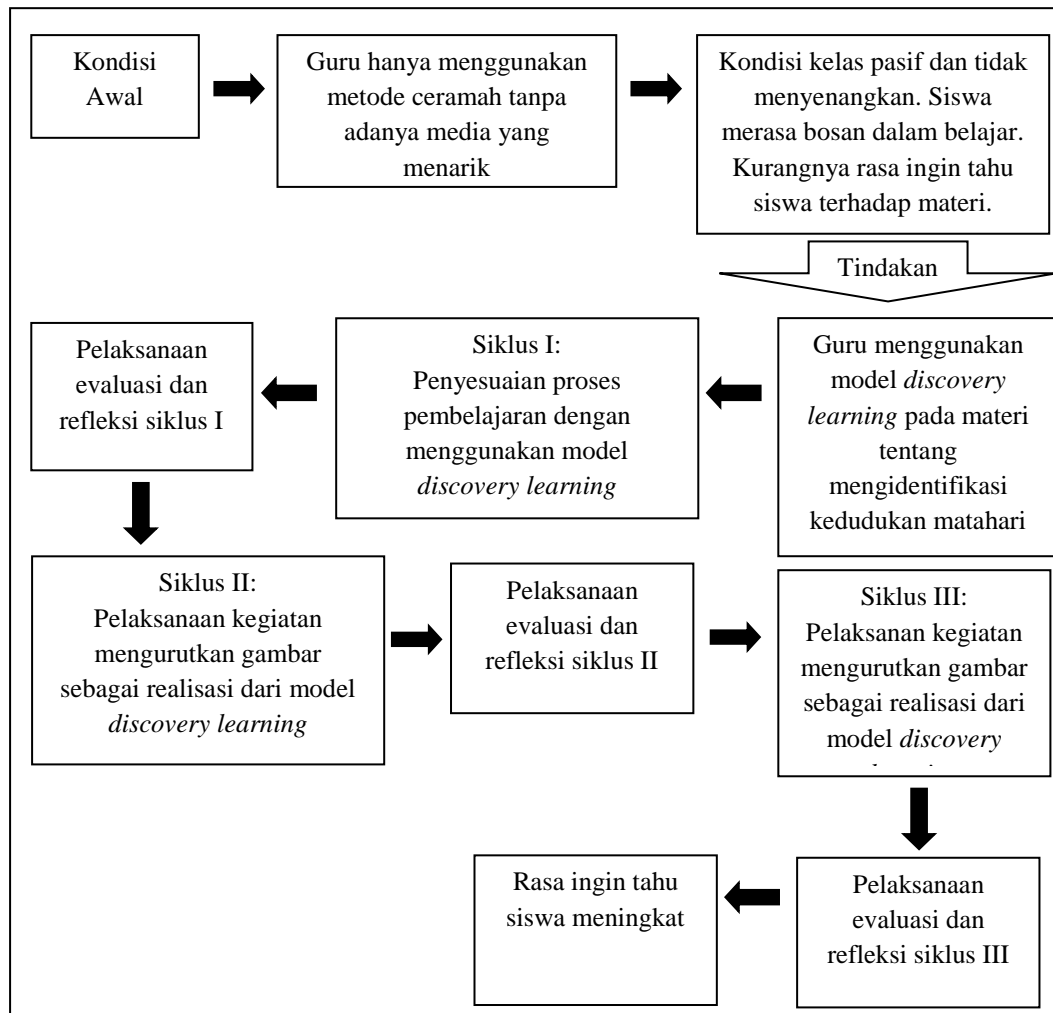 Kondisi
Awal
Guru hanya menggunakan
metode ceramah tanpa
adanya media yang
menarik
Kondisi kelas pasif dan tidak
menyenangkan. Siswa
merasa bosan dalam belajar.
Kurangnya rasa ingin tahu
siswa terhadap materi.
Tindakan
Guru menggunakan
model discovery
learning pada materi
tentang
mengidentifikasi
kedudukan matahari
Siklus I:
Penyesuaian proses
pembelajaran dengan
menggunakan model
discovery learning
Pelaksanaan
evaluasi dan
refleksi siklus I
Siklus II:
Pelaksanaan kegiatan
mengurutkan gambar
sebagai realisasi dari model
discovery learning
Pelaksanaan
evaluasi dan
refleksi siklus II
Siklus III:
Pelaksanan kegiatan
mengurutkan gambar
sebagai realisasi dari
model discovery
Pelaksanaan
evaluasi dan
refleksi siklus III
Rasa ingin tahu
siswa meningkat